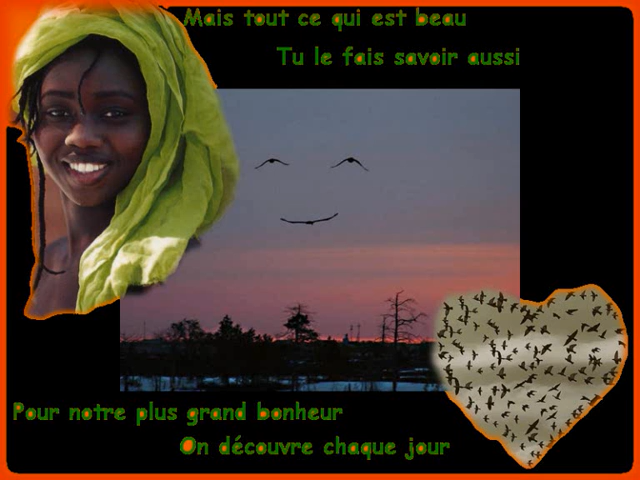 Mais tout ce qui est beau
Tu le fais savoir aussi
Pour notre plus grand bonheur
On découvre chaque jour